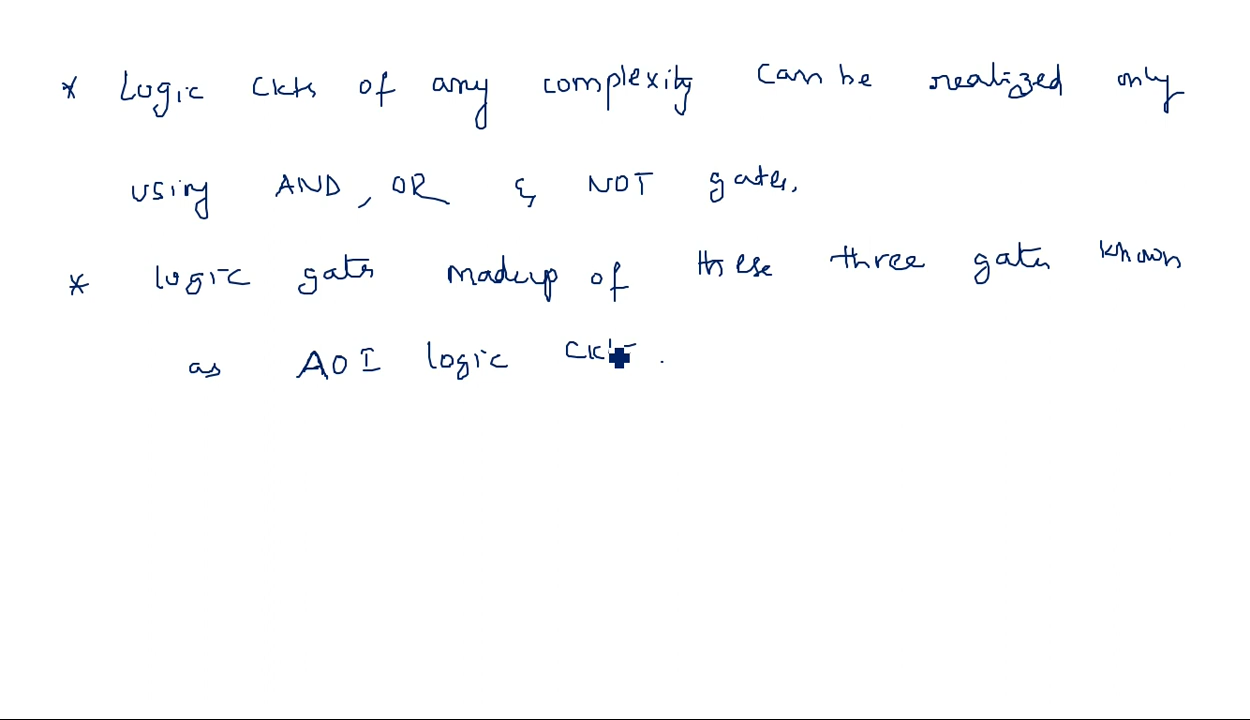 * Logic ckts of any complexity can be realized only
using AND, OR & NOT gates.
* logic gates madeup of these three gates known
as AOI logic ckt .